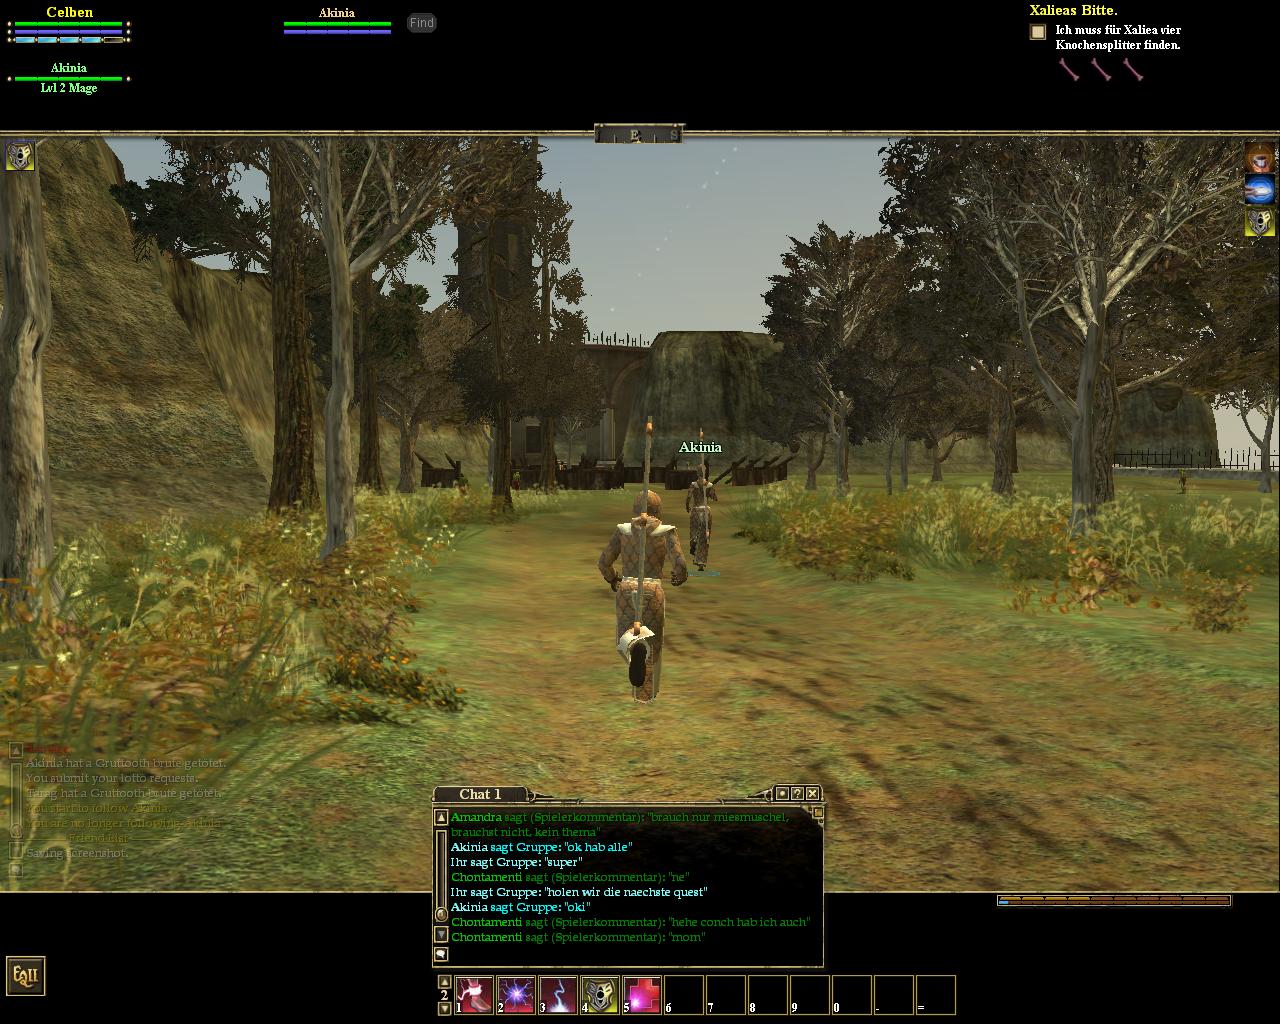 Celben
Akinia
Find
Xalieas Bitte.
Ich muss für Xaliea vier
Knochensplitter finden.
Akinia
Lvl 2 Mage
E
S
Akinia
Akinia hat a Gruttooth brute getötet.
You submit your lotto requests.
Tarag hat a Gruttooth brute getötet.
You start to follow Akinia.
You are no longer following Akinia.
Friend List
Saving screenshot.
Chat 1
Amandra sagt (Spielerkommentar): "brauch nur miesmuschel,
brauchst nicht, kein thema"
Akinia sagt Gruppe: "ok hab alle"
Ihr sagt Gruppe: "super"
Chontamenti sagt (Spielerkommentar): "ne"
Ihr sagt Gruppe: "holen wir die naechste quest"
Akinia sagt Gruppe: "oki"
Chontamenti sagt (Spielerkommentar): "hehe conch hab ich auch"
Chontamenti sagt (Spielerkommentar): "mom"
EQII
2
1 2 3 4 5 6 7 8 9 0 - =